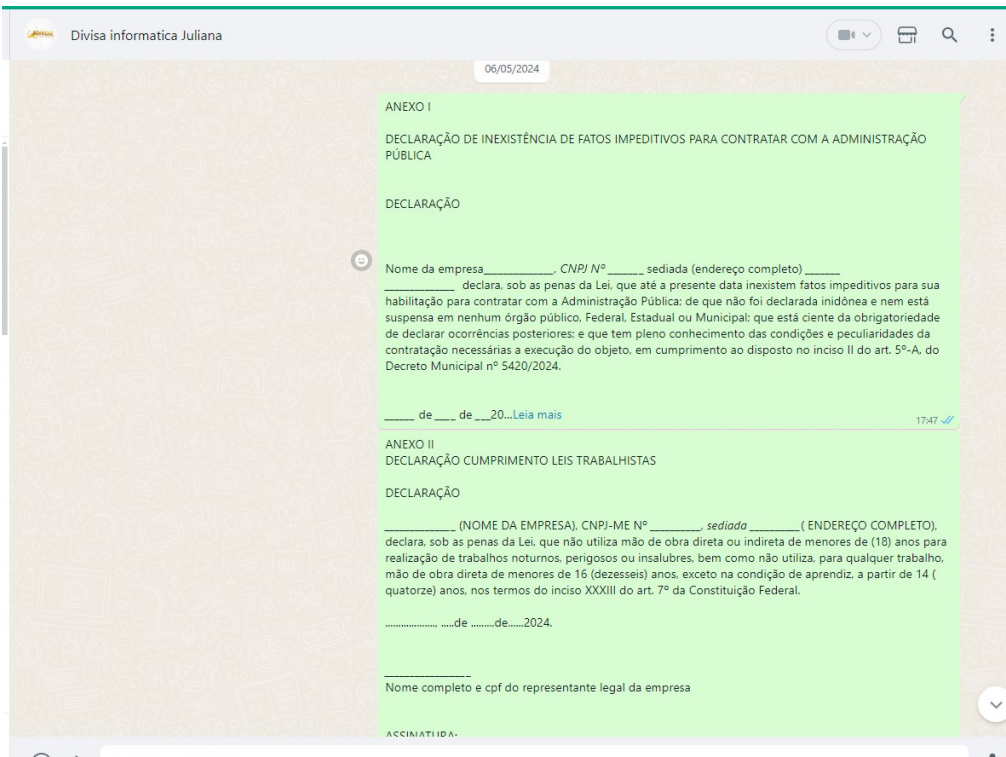 Divisa informatica Juliana
06/05/2024
ANEXO I
DECLARAÇÃO DE INEXISTÊNCIA DE FATOS IMPEDITIVOS PARA CONTRATAR COM A ADMINISTRAÇÃO
PÚBLICA
DECLARAÇÃO
Nome da empresa______________, CNPJ Nº _______ sediada (endereço completo) _______
______________ declara, sob as penas da Lei, que até a presente data inexistem fatos impeditivos para sua
habilitação para contratar com a Administração Pública; de que não foi declarada inidônea e nem está
suspensa em nenhum órgão público, Federal, Estadual ou Municipal; que está ciente da obrigatoriedade
de declarar ocorrências posteriores; e que tem pleno conhecimento das condições e peculiaridades da
contratação necessárias a execução do objeto, em cumprimento ao disposto no inciso II do art. 5º-A, do
Decreto Municipal nº 5420/2024.
______ de ____ de ___20...Leia mais
17:47
ANEXO II
DECLARAÇÃO CUMPRIMENTO LEIS TRABALHISTAS
DECLARAÇÃO
______________ (NOME DA EMPRESA), CNPJ-ME Nº __________, sediada __________( ENDEREÇO COMPLETO),
declara, sob as penas da Lei, que não utiliza mão de obra direta ou indireta de menores de (18) anos para
realização de trabalhos noturnos, perigosos ou insalubres, bem como não utiliza, para qualquer trabalho,
mão de obra direta de menores de 16 (dezesseis) anos, exceto na condição de aprendiz, a partir de 14 (
quatorze) anos, nos termos do inciso XXXIII do art. 7º da Constituição Federal.
..................., .....de .........de......2024.
_________________
Nome completo e cpf do representante legal da empresa
ASSINATURA: